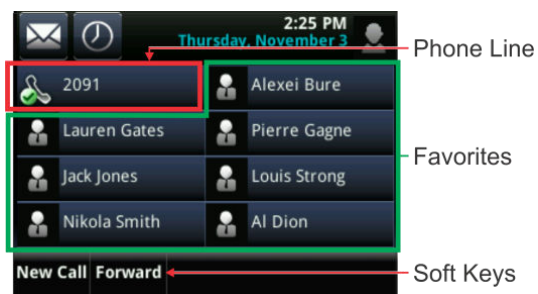 2:25 PM
Thursday, November 3
Phone Line
2091
Alexei Bure
Lauren Gates
Pierre Gagne
Favorites
Jack Jones
Louis Strong
Nikola Smith
Al Dion
New Call
Forward
Soft Keys